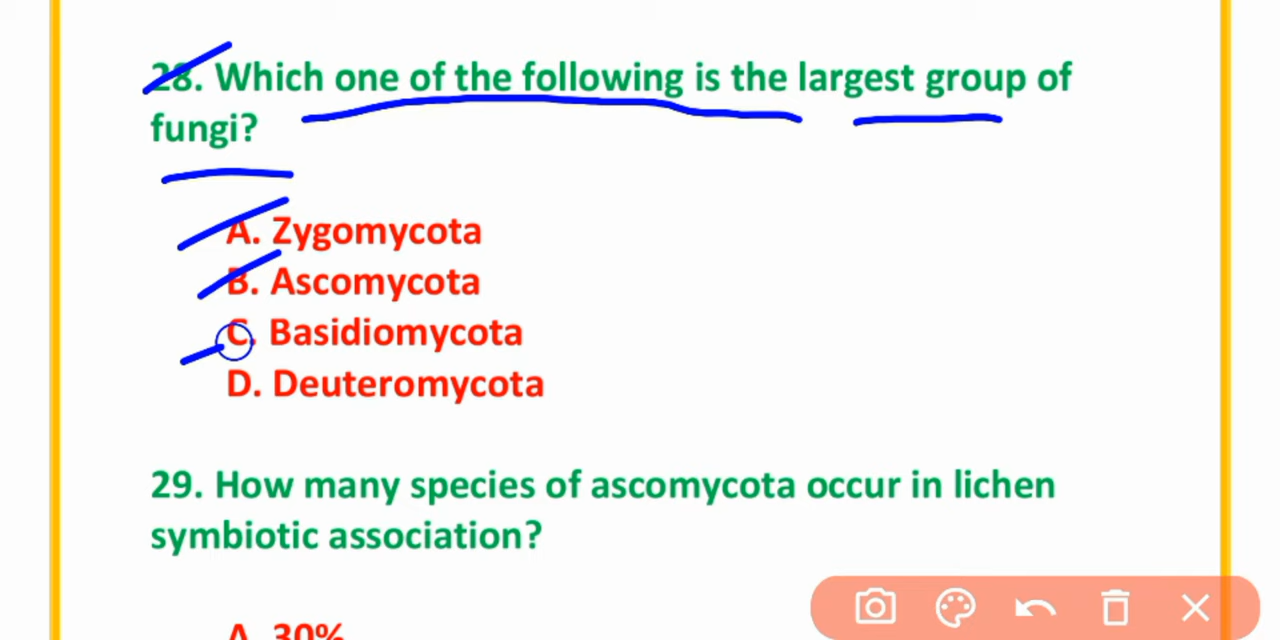 28. Which one of the following is the largest group of
fungi?
A. Zygomycota
B. Ascomycota
C. Basidiomycota
D. Deuteromycota
29. How many species of ascomycota occur in lichen
symbiotic association?
A. 30%